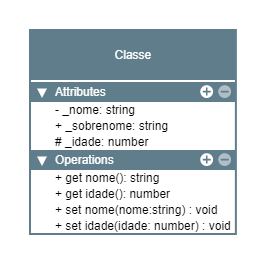 Classe
Attributes
- _nome: string
+ _sobrenome: string
# _idade: number
Operations
+ get nome(): string
+ get idade(): number
+ set nome(nome:string) : void
+ set idade(idade: number) : void